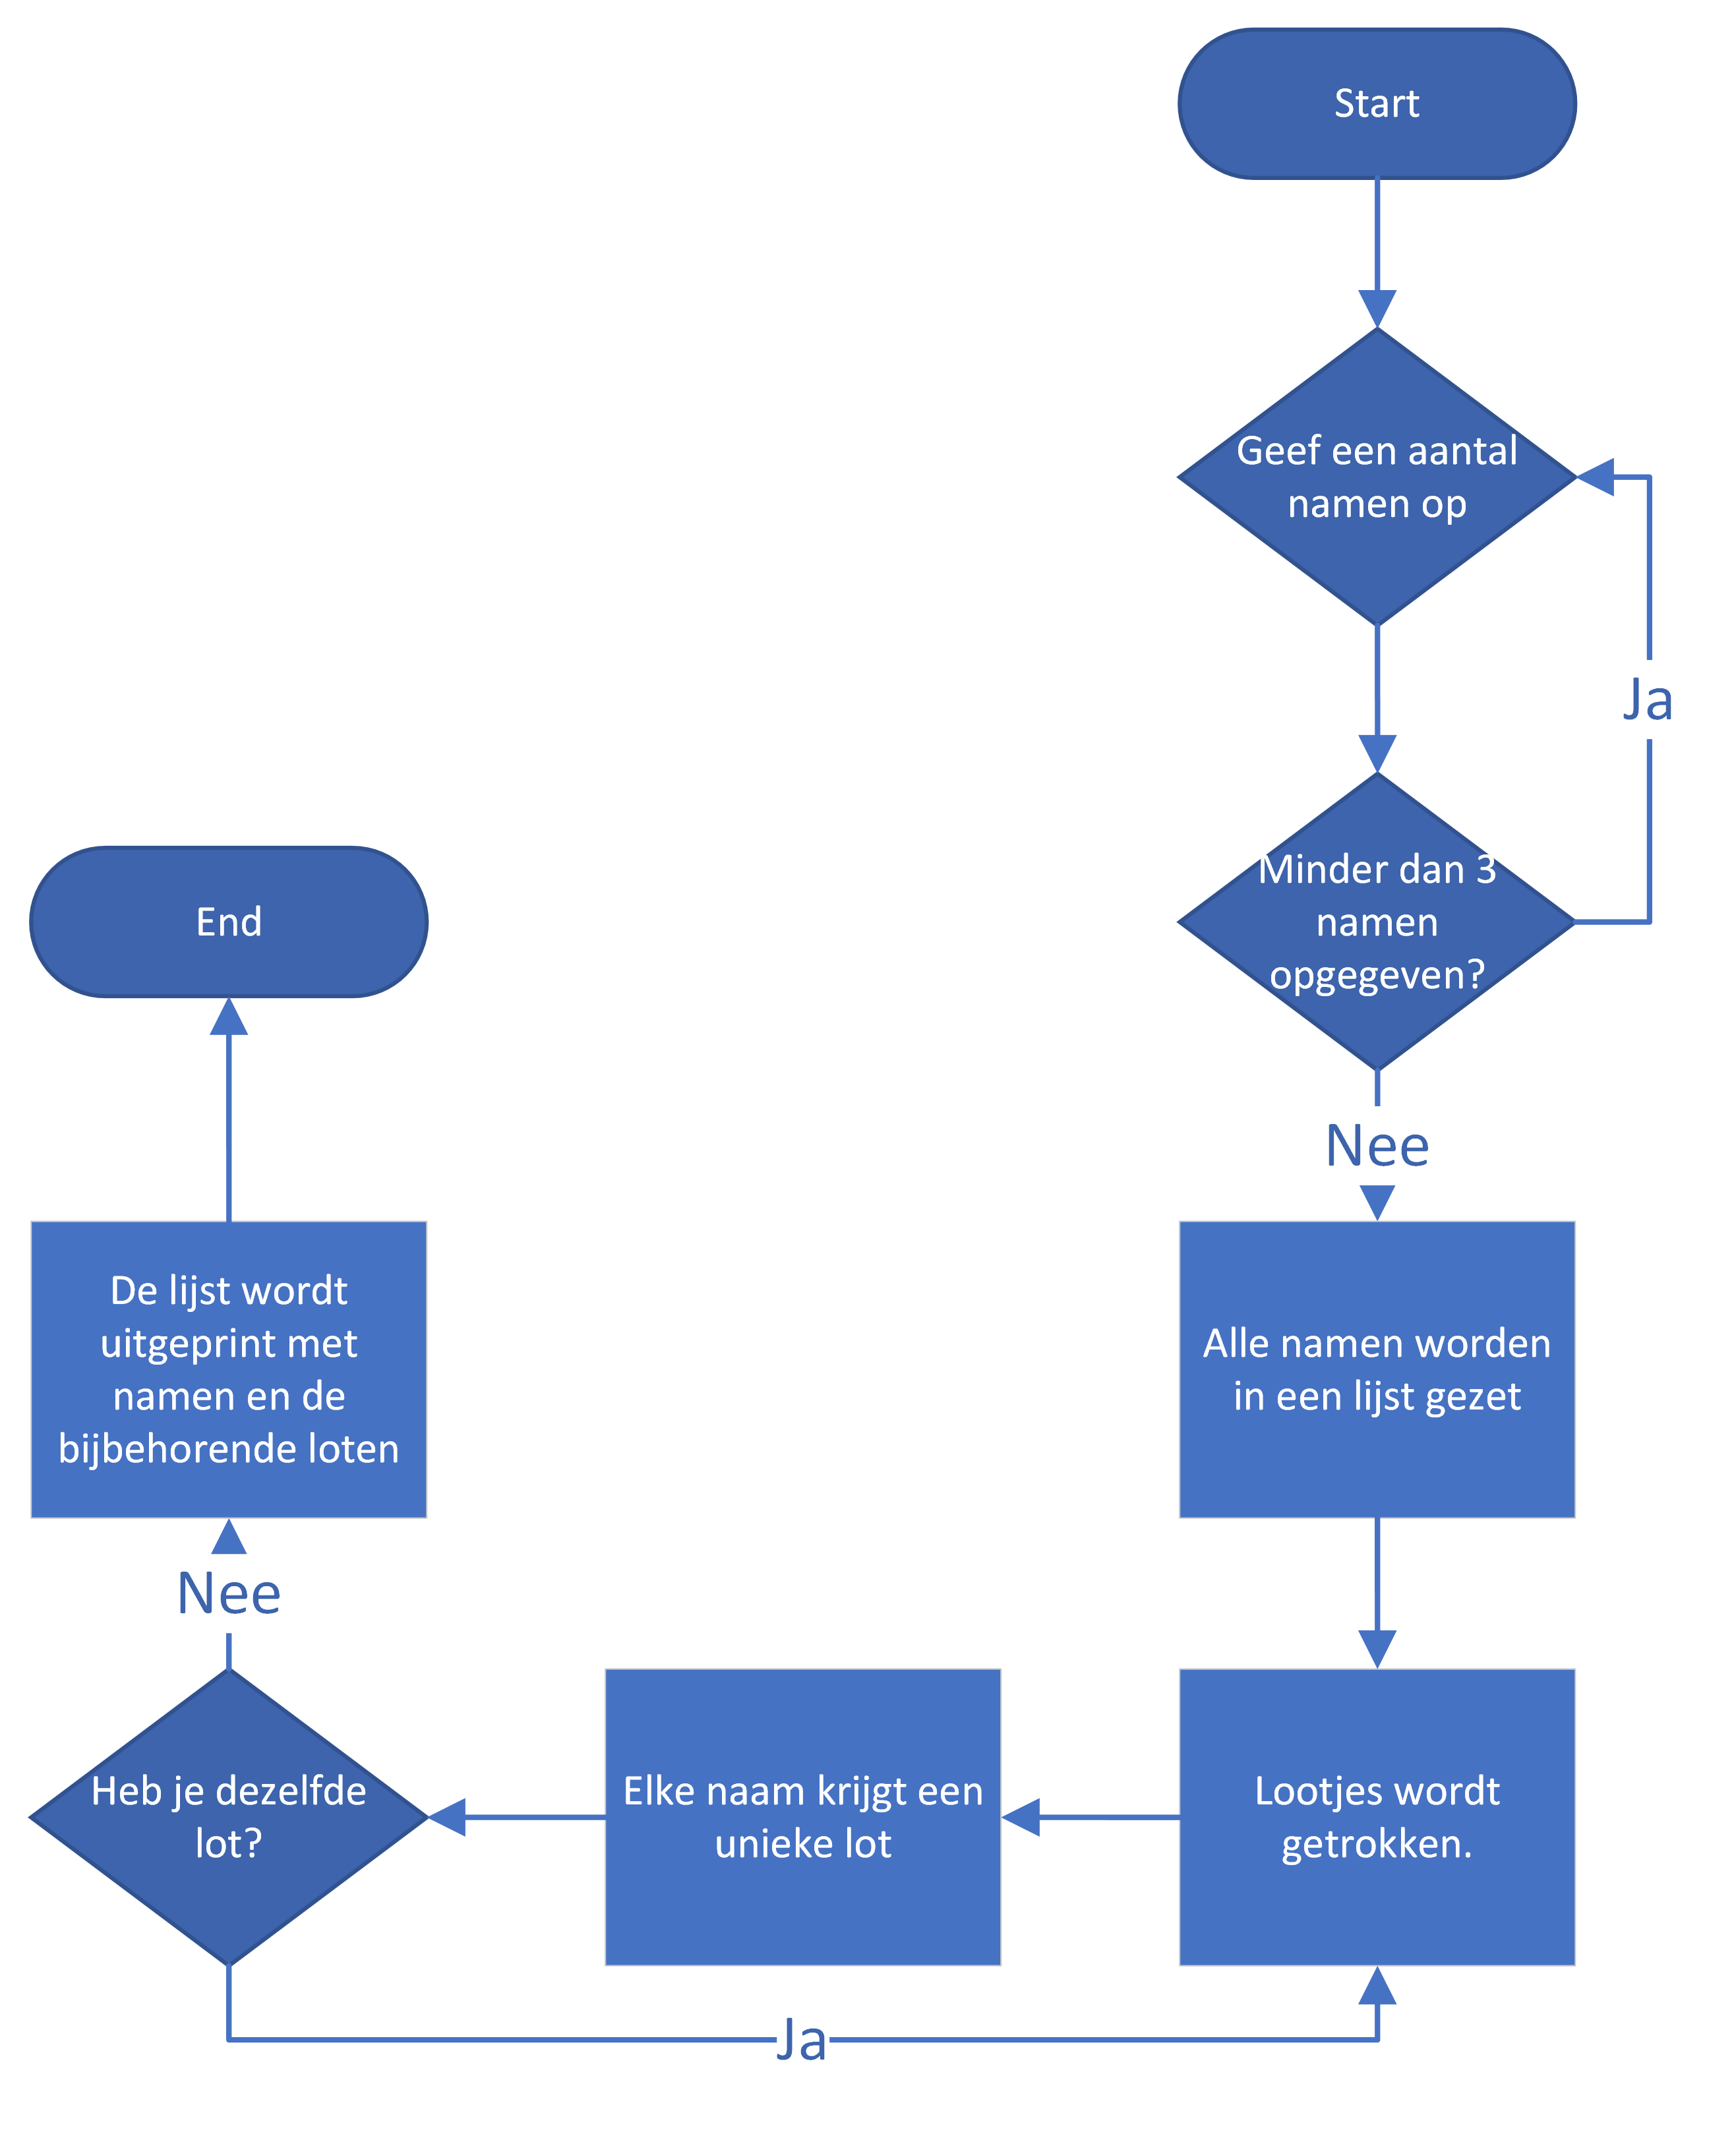 Start
Geef een aantal
namen op
Ja
Minder dan 3
namen
opgegeven?
Nee
Alle namen worden
in een lijst gezet
Lootjes wordt
getrokken.
Elke naam krijgt een
unieke lot
Heb je dezelfde
lot?
Ja
Nee
De lijst wordt
uitgeprint met
namen en de
bijbehorende loten
End